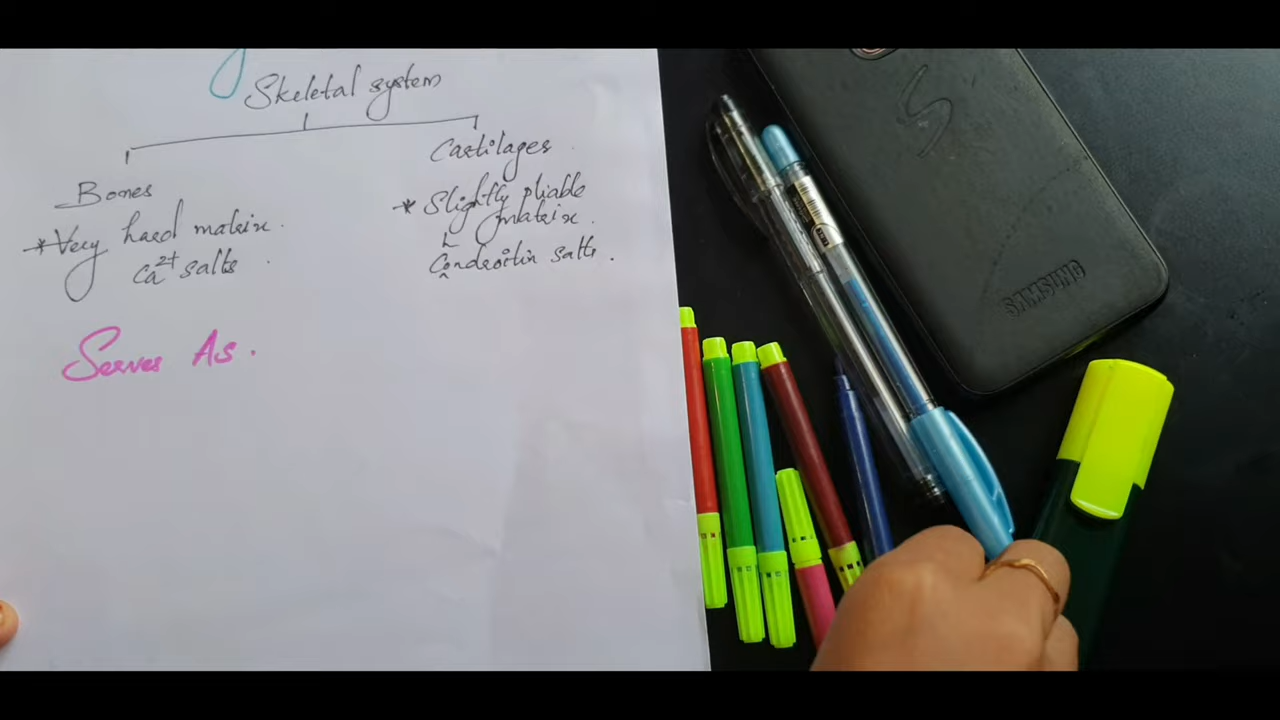 Skeletal system
Bones
* Very hard matrix.
Ca2+ salts.
Cartilages
* Slightly pliable
matrix.
Condroitin salts.
h
^
Serves As.
SAMSUNG